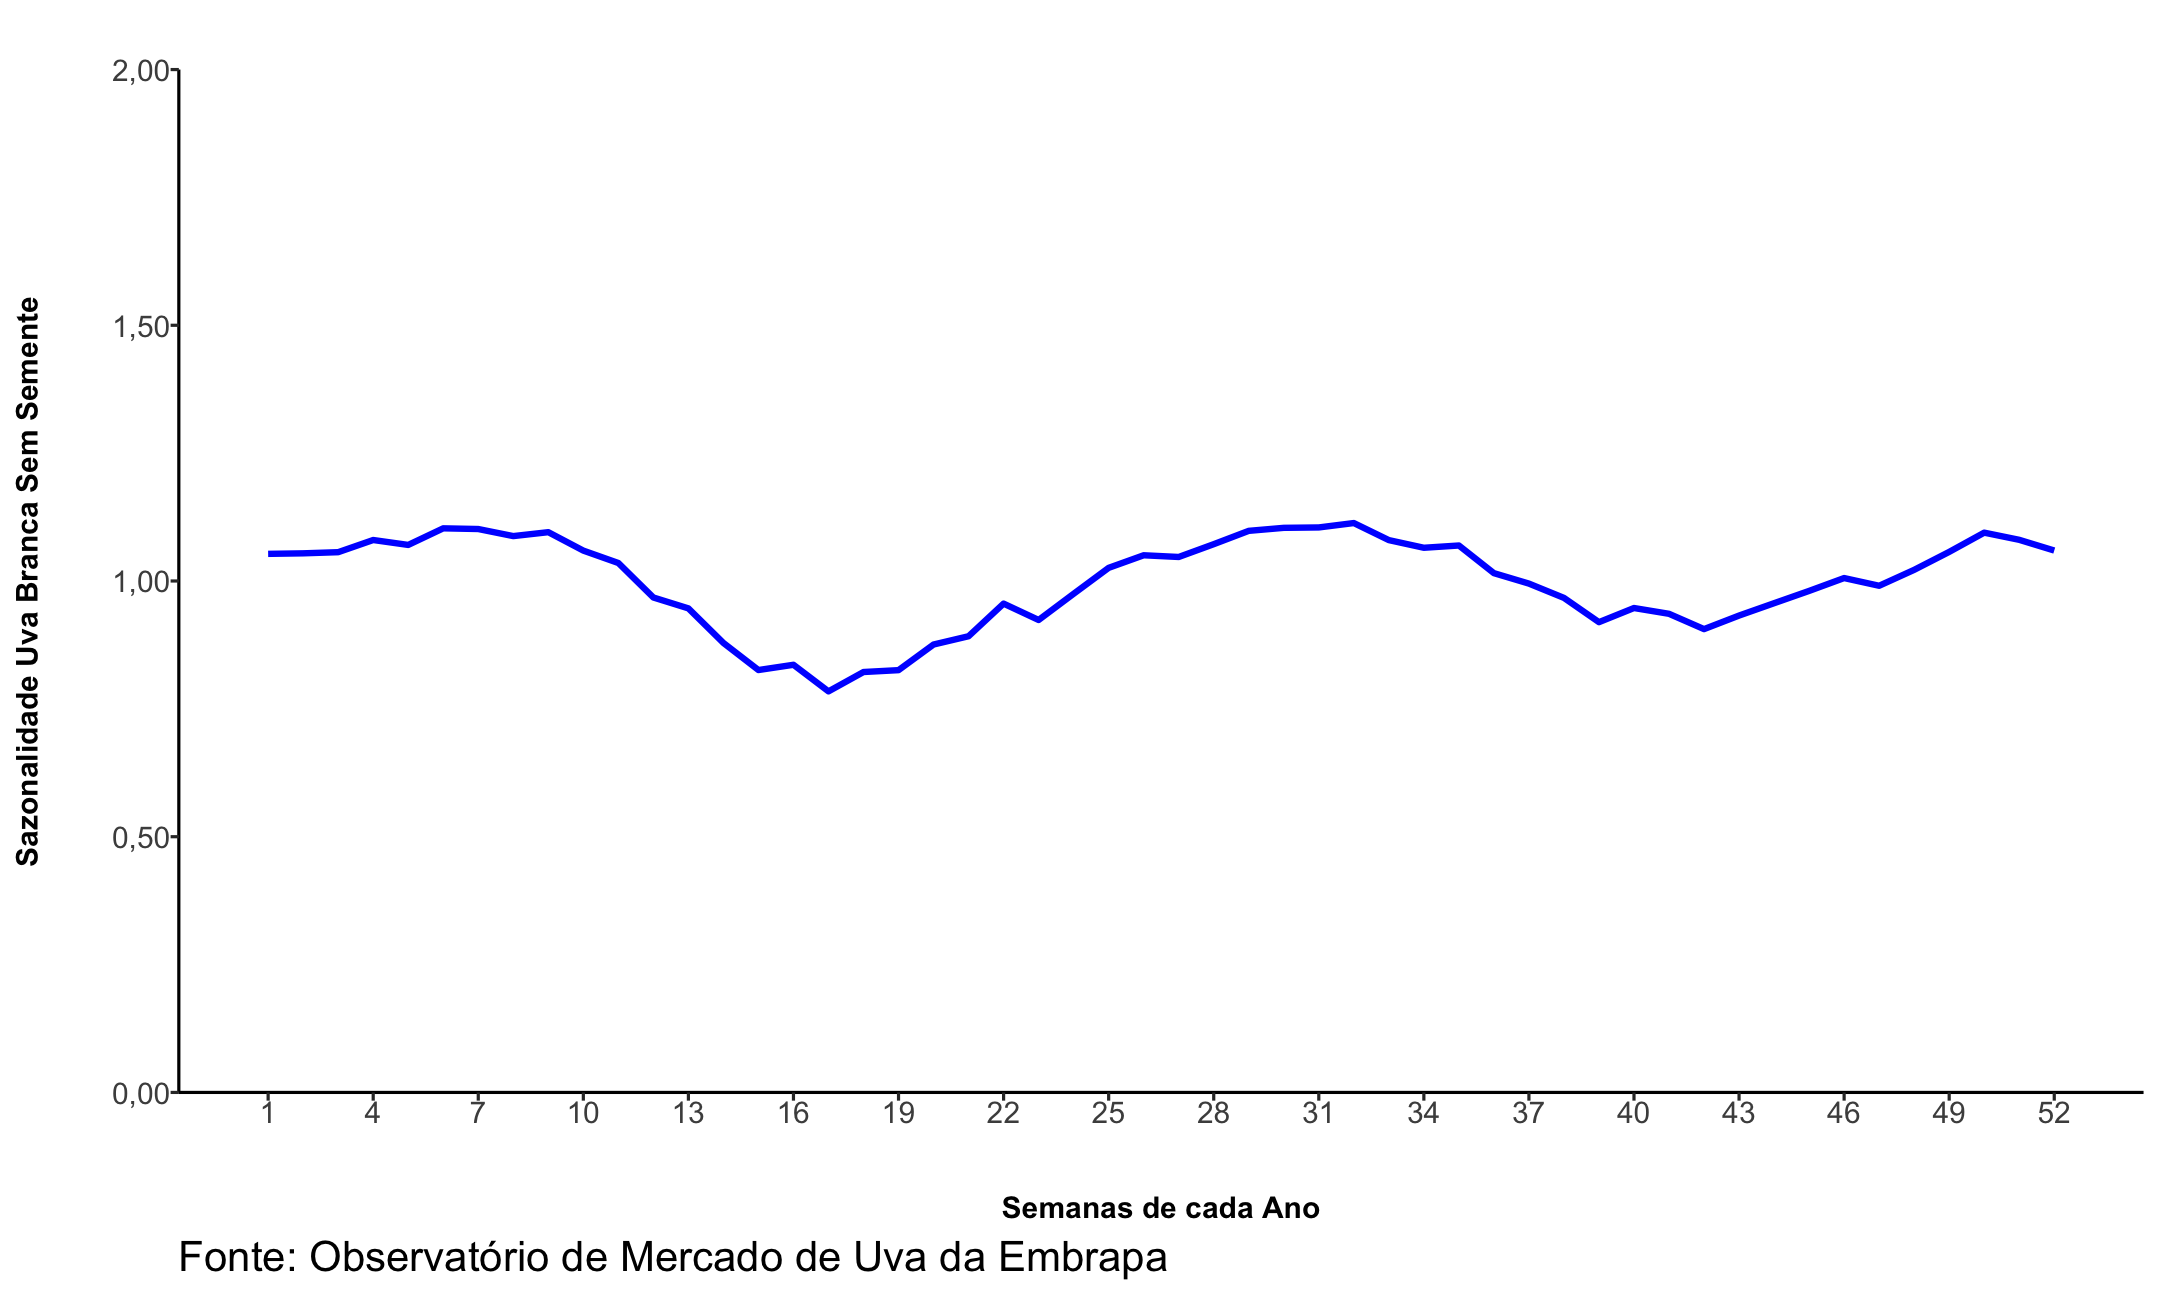 Sazonalidade Uva Branca Sem Semente
2,00
1,50
1,00
0,50
0,00
1 4 7 10 13 16 19 22 25 28 31 34 37 40 43 46 49 52
Semanas de cada Ano
Fonte: Observatório de Mercado de Uva da Embrapa